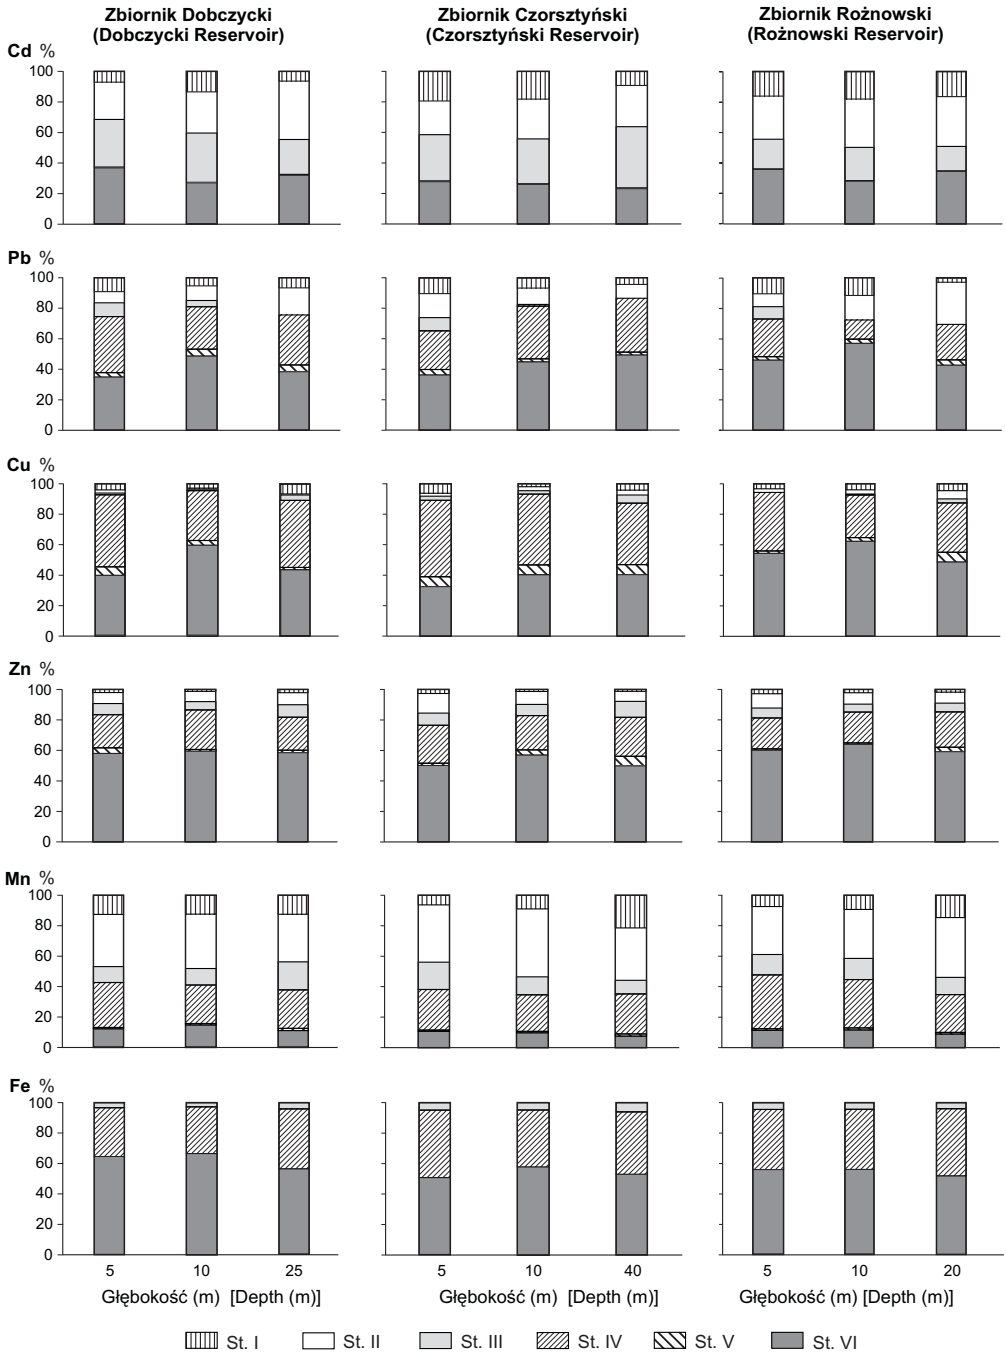 Zbiornik Dobczycki
(Dobczycki Reservoir)
Zbiornik Czorsztyński
(Czorsztyński Reservoir)
Zbiornik Rożnowski
(Rożnowski Reservoir)
Cd %
100
80
60
40
20
0
Pb %
100
80
60
40
20
0
Cu %
100
80
60
40
20
0
Zn %
100
80
60
40
20
0
Mn %
100
80
60
40
20
0
Fe %
100
80
60
40
20
0
5 10 25
5 10 40
5 10 20
Głębokość (m) [Depth (m)]
Głębokość (m) [Depth (m)]
Głębokość (m) [Depth (m)]
St. I St. II St. III St. IV St. V St. VI